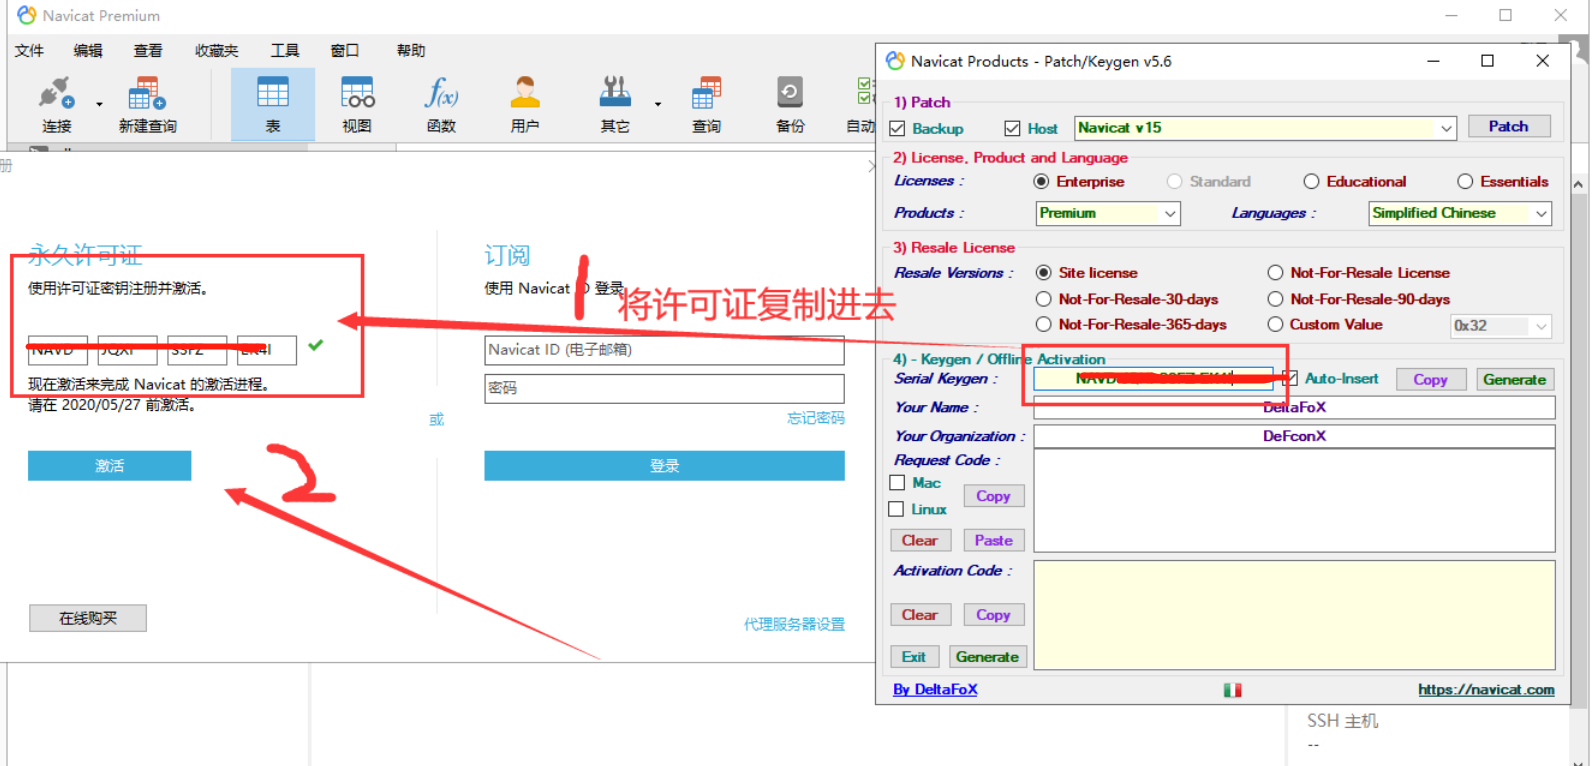 Navicat Premium
文件 编辑 查看 收藏夹 工具 窗口 帮助
连接 新建查询 表 视图 函数 用户 其它 查询 备份 自动
f(x)
册
永久许可证
使用许可证密钥注册并激活。
现在激活来完成 Navicat 的激活进程。
请在 2020/05/27 前激活。
激活
在线购买
或
订阅
使用 Navicat ID 登录
Navicat ID (电子邮箱)
密码
忘记密码
登录
代理服务器设置
1
将许可证复制进去
2
Navicat Products - Patch/Keygen v5.6
1) Patch
Backup Host Navicat v15 Patch
2) License, Product and Language
Licenses : Enterprise Standard Educational Essentials
Products : Premium Languages : Simplified Chinese
3) Resale License
Resale Versions : Site license Not-For-Resale License
Not-For-Resale-30-days Not-For-Resale-90-days
Not-For-Resale-365-days Custom Value 0x32
4) - Keygen / Offline Activation
Serial Keygen : Auto-Insert Copy Generate
Your Name : DeltaFoX
Your Organization : DeFconX
Request Code :
Mac
Copy
Linux
Clear Paste
Activation Code :
Clear Copy
Exit Generate
By DeltaFoX https://navicat.com
SSH 主机
--